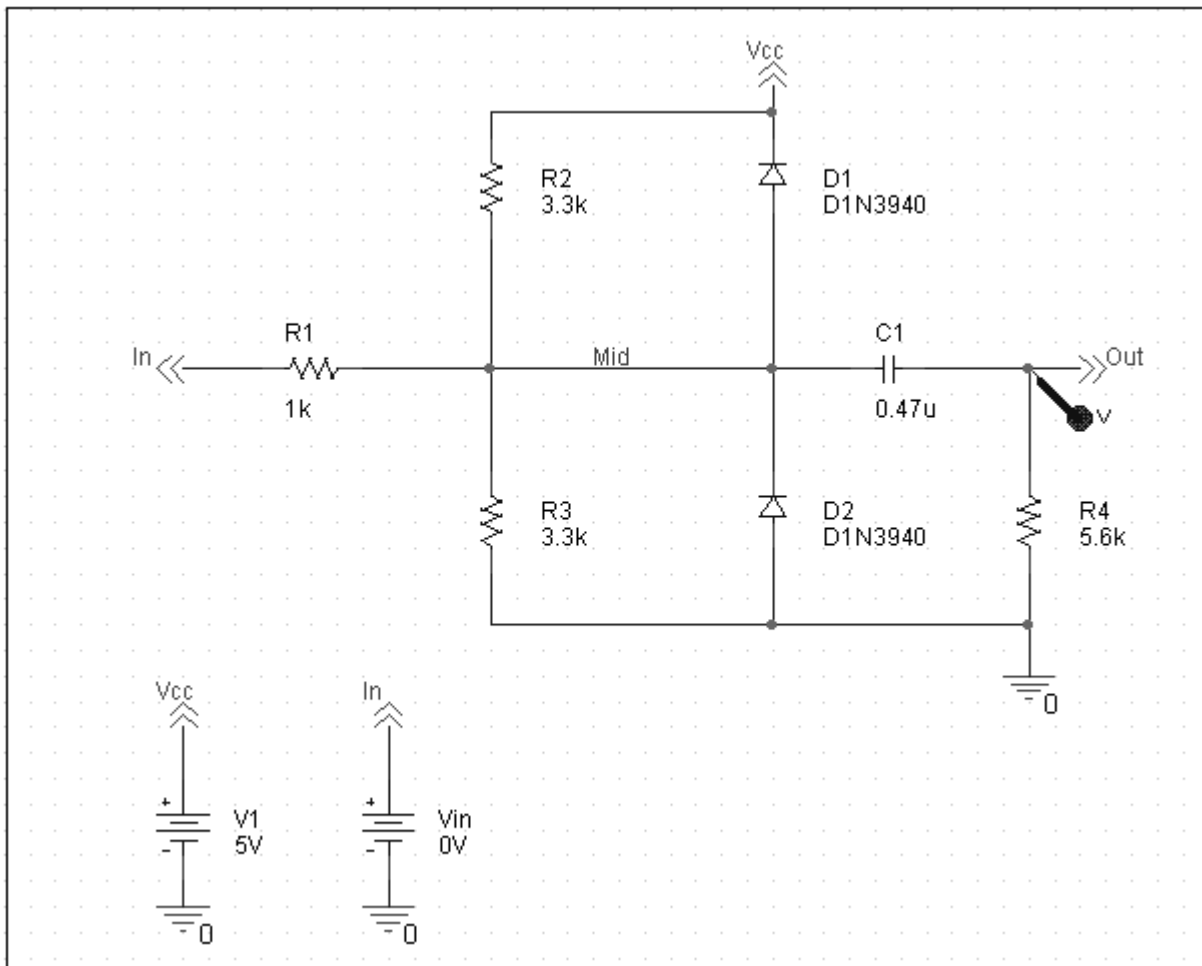 Vcc
R2
3.3k
D1
D1N3940
In
R1
1k
Mid
C1
0.47u
Out
V
R3
3.3k
D2
D1N3940
R4
5.6k
0
Vcc
In
+
-
V1
5V
+
-
Vin
0V
0
0